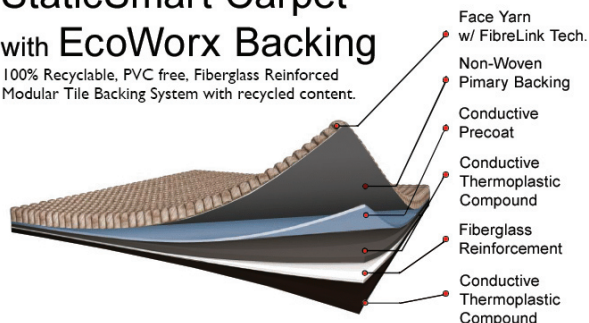 StaticSmart Carpet
with EcoWorx Backing
100% Recyclable, PVC free, Fiberglass Reinforced
Modular Tile Backing System with recycled content.
Face Yarn
w/ FibreLink Tech.
Non-Woven
Pimary Backing
Conductive
Precoat
Conductive
Thermoplastic
Compound
Fiberglass
Reinforcement
Conductive
Thermoplastic
Compound